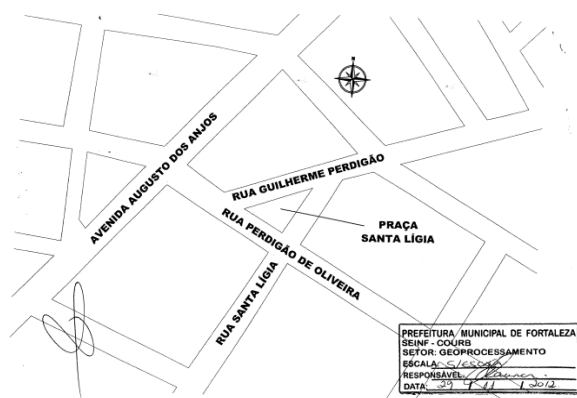 N
AVENIDA AUGUSTO DOS ANJOS
RUA GUILHERME PERDIGÃO
PRAÇA
SANTA LÍGIA
RUA PERDIGÃO DE OLIVEIRA
RUA SANTA LÍGIA
PREFEITURA MUNICIPAL DE FORTALEZA
SEINF - COURB
SETOR: GEOPROCESSAMENTO
ESCALA: S/ESCALA
RESPONSÁVEL:
DATA: 29 / 11 / 2012